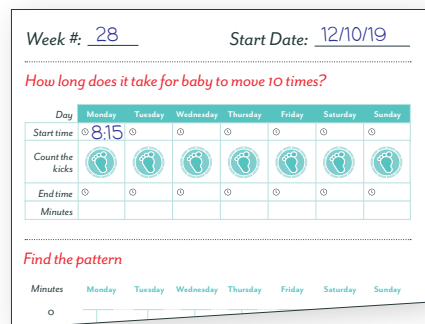 Week #: 28 Start Date: 12/10/19
How long does it take for baby to move 10 times?
Day Monday Tuesday Wednesday Thursday Friday Saturday Sunday
Start time 8:15
Count the
kicks
End time
Minutes
Find the pattern
Minutes Monday Tuesday Wednesday Thursday Friday Saturday Sunday
0